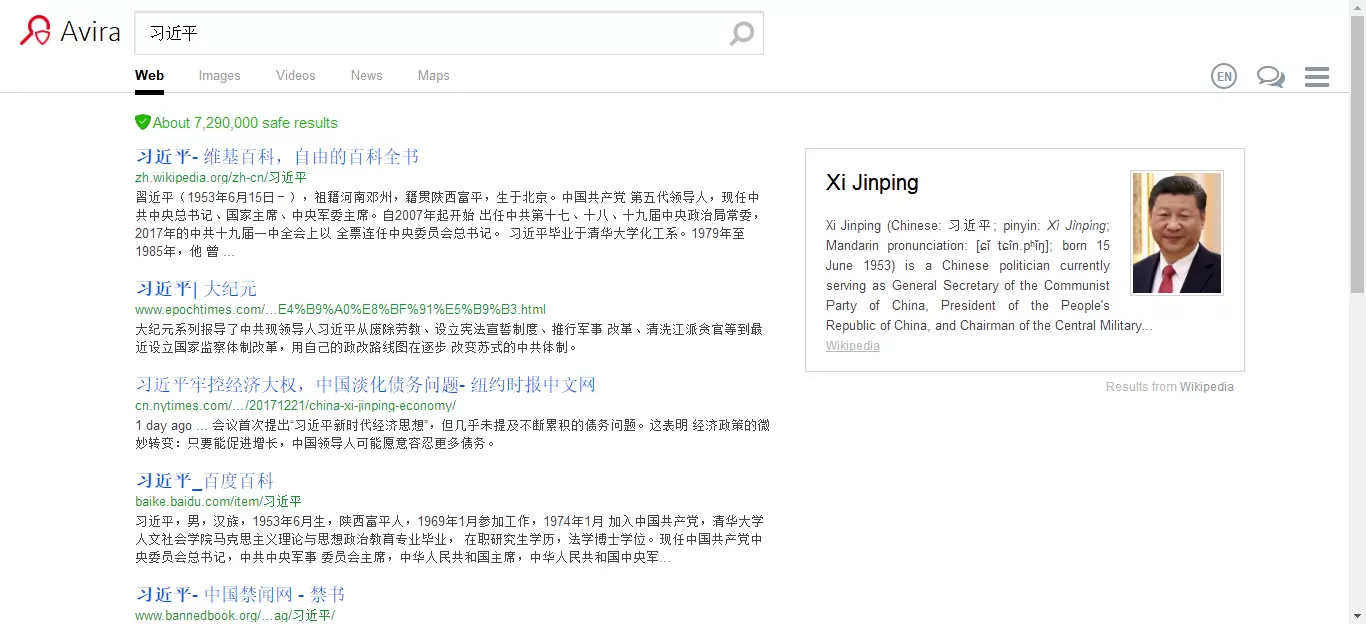 Avira
习近平
Web
Images
Videos
News
Maps
EN
About 7,290,000 safe results
习近平- 维基百科，自由的百科全书
zh.wikipedia.org/zh-cn/习近平
習近平（1953年6月15日－），祖籍河南邓州，籍贯陕西富平，生于北京。中国共产党 第五代领导人，现任中
共中央总书记、国家主席、中央军委主席。自2007年起开始 出任中共第十七、十八、十九届中央政治局常委，
2017年的中共十九届一中全会上以 全票连任中央委员会总书记。 习近平毕业于清华大学化工系。1979年至
1985年，他 曾 ...
习近平| 大纪元
www.epochtimes.com/...E4%B9%A0%E8%BF%91%E5%B9%B3.html
大纪元系列报导了中共现领导人习近平从废除劳教、设立宪法宣誓制度、推行军事 改革、清洗江派贪官等到最
近设立国家监察体制改革，用自己的政改路线图在逐步 改变苏式的中共体制。
习近平牢控经济大权，中国淡化债务问题- 纽约时报中文网
cn.nytimes.com/.../20171221/china-xi-jinping-economy/
1 day ago ... 会议首次提出“习近平新时代经济思想”，但几乎未提及不断累积的债务问题。这表明 经济政策的微
妙转变：只要能促进增长，中国领导人可能愿意容忍更多债务。
习近平_百度百科
baike.baidu.com/item/习近平
习近平，男，汉族，1953年6月生，陕西富平人，1969年1月参加工作，1974年1月 加入中国共产党，清华大学
人文社会学院马克思主义理论与思想政治教育专业毕业， 在职研究生学历，法学博士学位。现任中国共产党中
央委员会总书记，中共中央军事 委员会主席，中华人民共和国主席，中华人民共和国中央军...
习近平- 中国禁闻网 - 禁书
www.bannedbook.org/...ag/习近平/
Xi Jinping
Xi Jinping (Chinese: 习近平; pinyin: Xí Jìnpíng;
Mandarin pronunciation: [ɕǐ tɕîn.pʰǐŋ]; born 15
June 1953) is a Chinese politician currently
serving as General Secretary of the Communist
Party of China, President of the People's
Republic of China, and Chairman of the Central Military...
Wikipedia
Results from Wikipedia